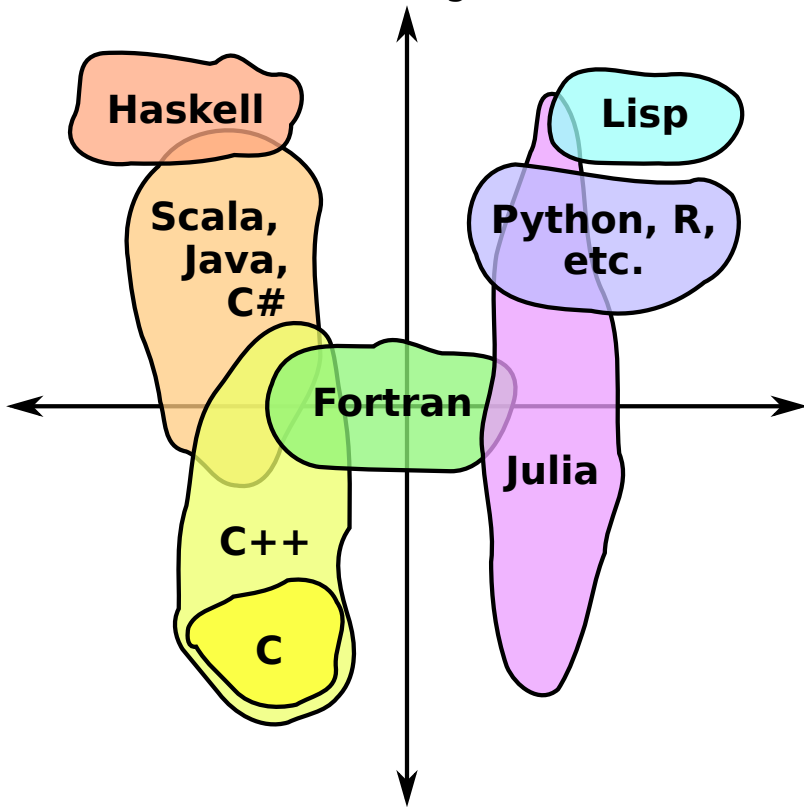 Haskell
Lisp
Scala,
Java,
C#
Python, R,
etc.
Fortran
Julia
C++
C